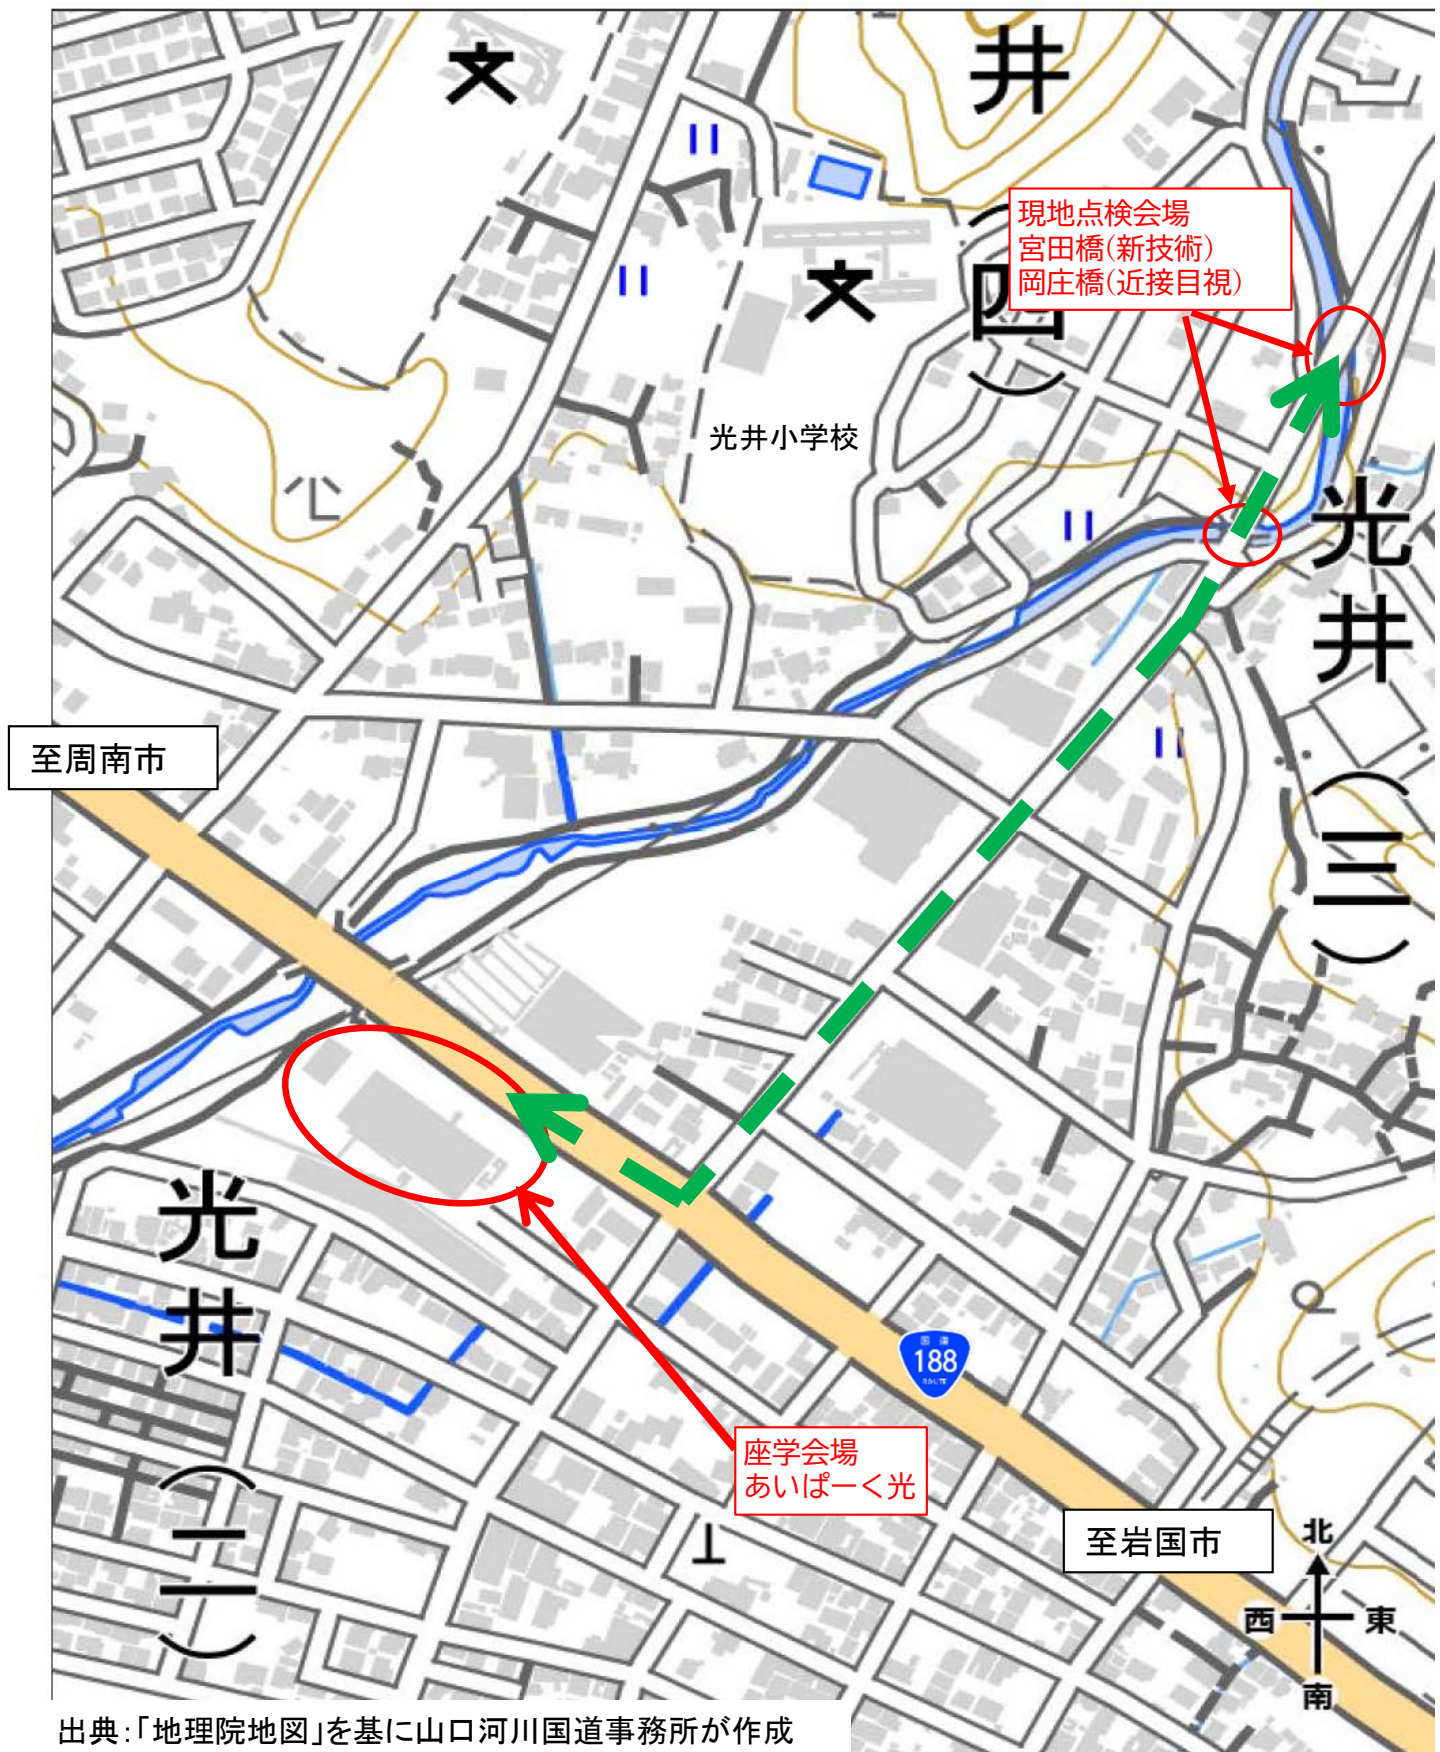 井
(四)
現地点検会場
宮田橋(新技術)
岡庄橋(近接目視)
光井小学校
光井(三)
至周南市
光井(二)
国道
188
ROUTE
座学会場
あいぱーく光
至岩国市
北
西
東
南
出典:「地理院地図」を基に山口河川国道事務所が作成